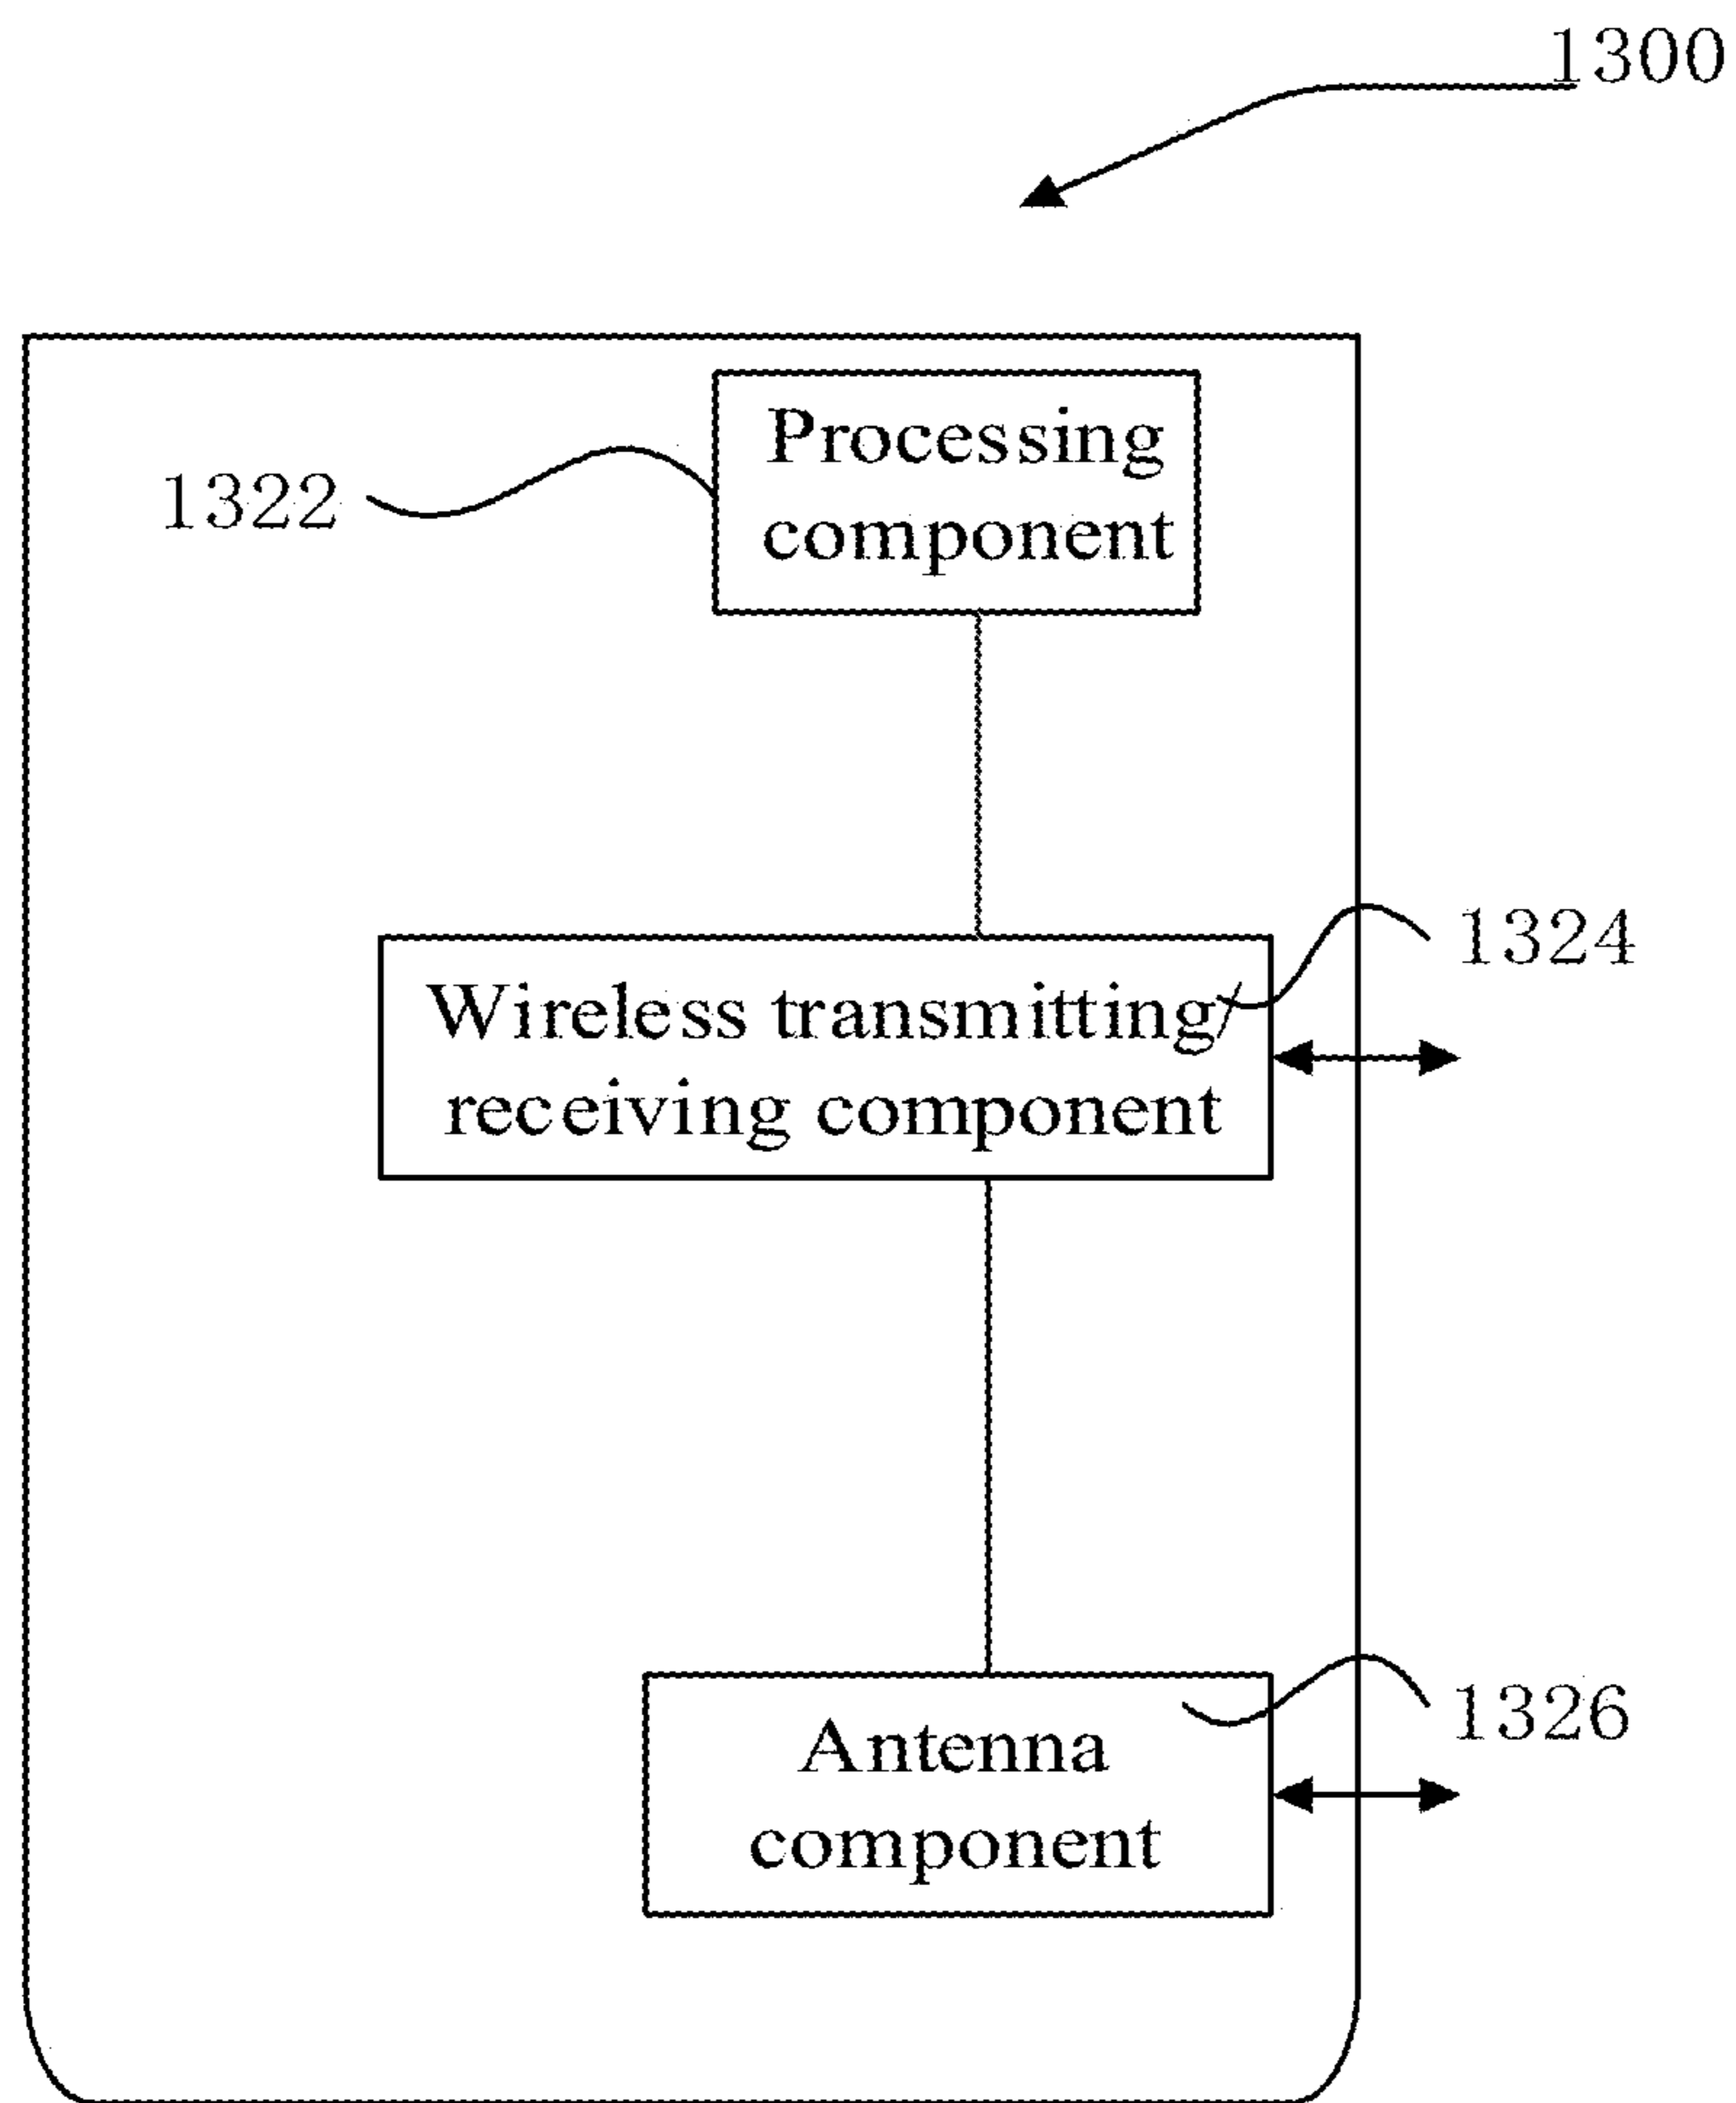 1300
Processing
component
1322
1324
Wireless transmitting/
receiving component
1326
Antenna
component